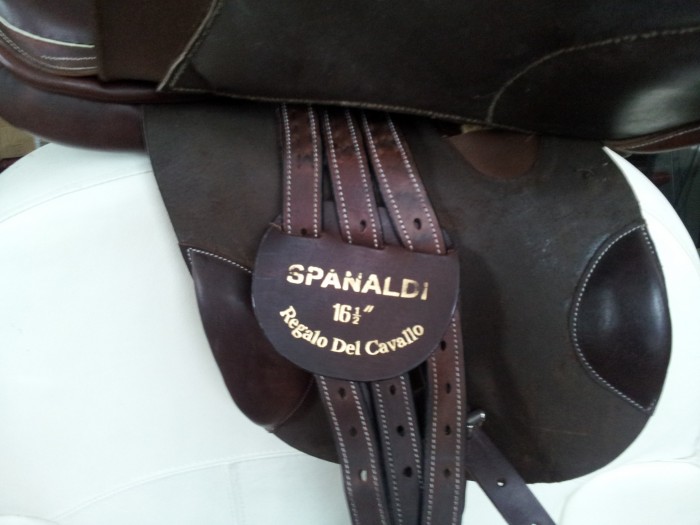 SPANALDI
16½"
Regalo Del Cavallo